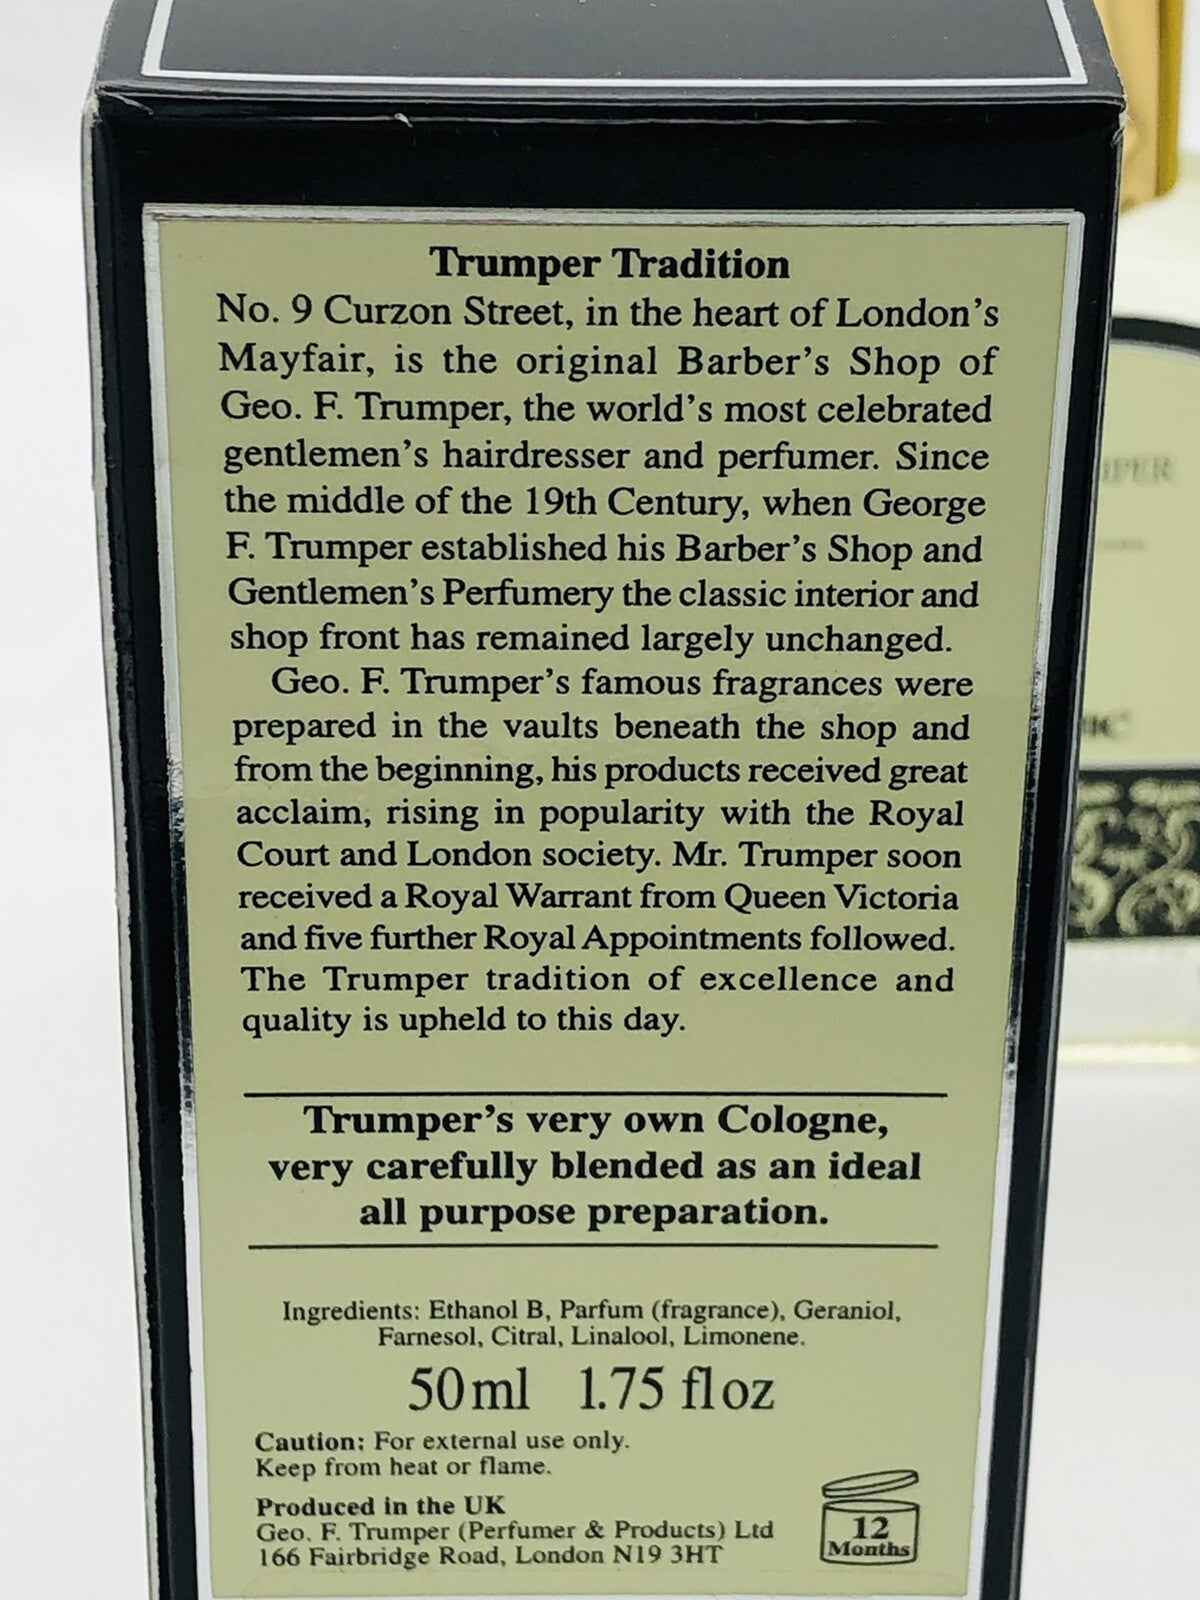 Trumper Tradition
No. 9 Curzon Street, in the heart of London's
Mayfair, is the original Barber's Shop of
Geo. F. Trumper, the world's most celebrated
gentlemen's hairdresser and perfumer. Since
the middle of the 19th Century, when George
F. Trumper established his Barber's Shop and
Gentlemen's Perfumery the classic interior and
shop front has remained largely unchanged.
Geo. F. Trumper's famous fragrances were
prepared in the vaults beneath the shop and
from the beginning, his products received great
acclaim, rising in popularity with the Royal
Court and London society. Mr. Trumper soon
received a Royal Warrant from Queen Victoria
and five further Royal Appointments followed.
The Trumper tradition of excellence and
quality is upheld to this day.
Trumper's very own Cologne,
very carefully blended as an ideal
all purpose preparation.
Ingredients: Ethanol B, Parfum (fragrance), Geraniol,
Farnesol, Citral, Linalool, Limonene.
50ml 1.75 fl oz
Caution: For external use only.
Keep from heat or flame.
Produced in the UK
Geo. F. Trumper (Perfumer & Products) Ltd
166 Fairbridge Road, London N19 3HT
12
Months